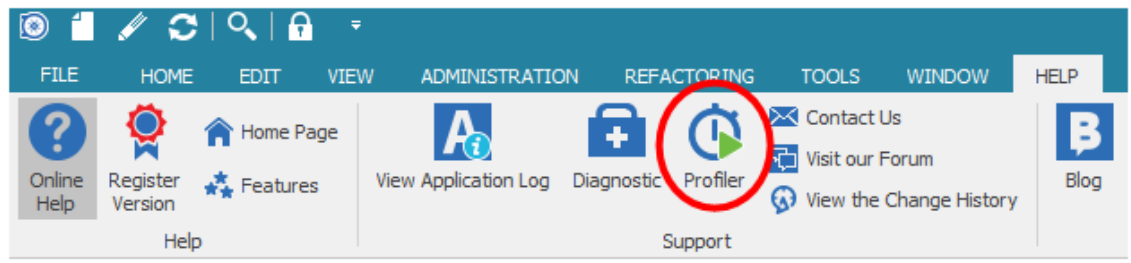 FILE HOME EDIT VIEW ADMINISTRATION REFACTORING TOOLS WINDOW HELP
Online
Help
Register
Version
Home Page
Features
Help
View Application Log
Diagnostic
Profiler
Contact Us
Visit our Forum
View the Change History
Support
Blog